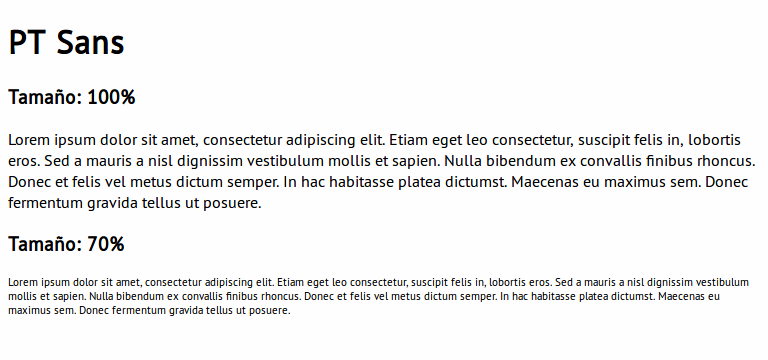 PT Sans
Tamaño: 100%
Lorem ipsum dolor sit amet, consectetur adipiscing elit. Etiam eget leo consectetur, suscipit felis in, lobortis
eros. Sed a mauris a nisl dignissim vestibulum mollis et sapien. Nulla bibendum ex convallis finibus rhoncus.
Donec et felis vel metus dictum semper. In hac habitasse platea dictumst. Maecenas eu maximus sem. Donec
fermentum gravida tellus ut posuere.
Tamaño: 70%
Lorem ipsum dolor sit amet, consectetur adipiscing elit. Etiam eget leo consectetur, suscipit felis in, lobortis eros. Sed a mauris a nisl dignissim vestibulum
mollis et sapien. Nulla bibendum ex convallis finibus rhoncus. Donec et felis vel metus dictum semper. In hac habitasse platea dictumst. Maecenas eu
maximus sem. Donec fermentum gravida tellus ut posuere.